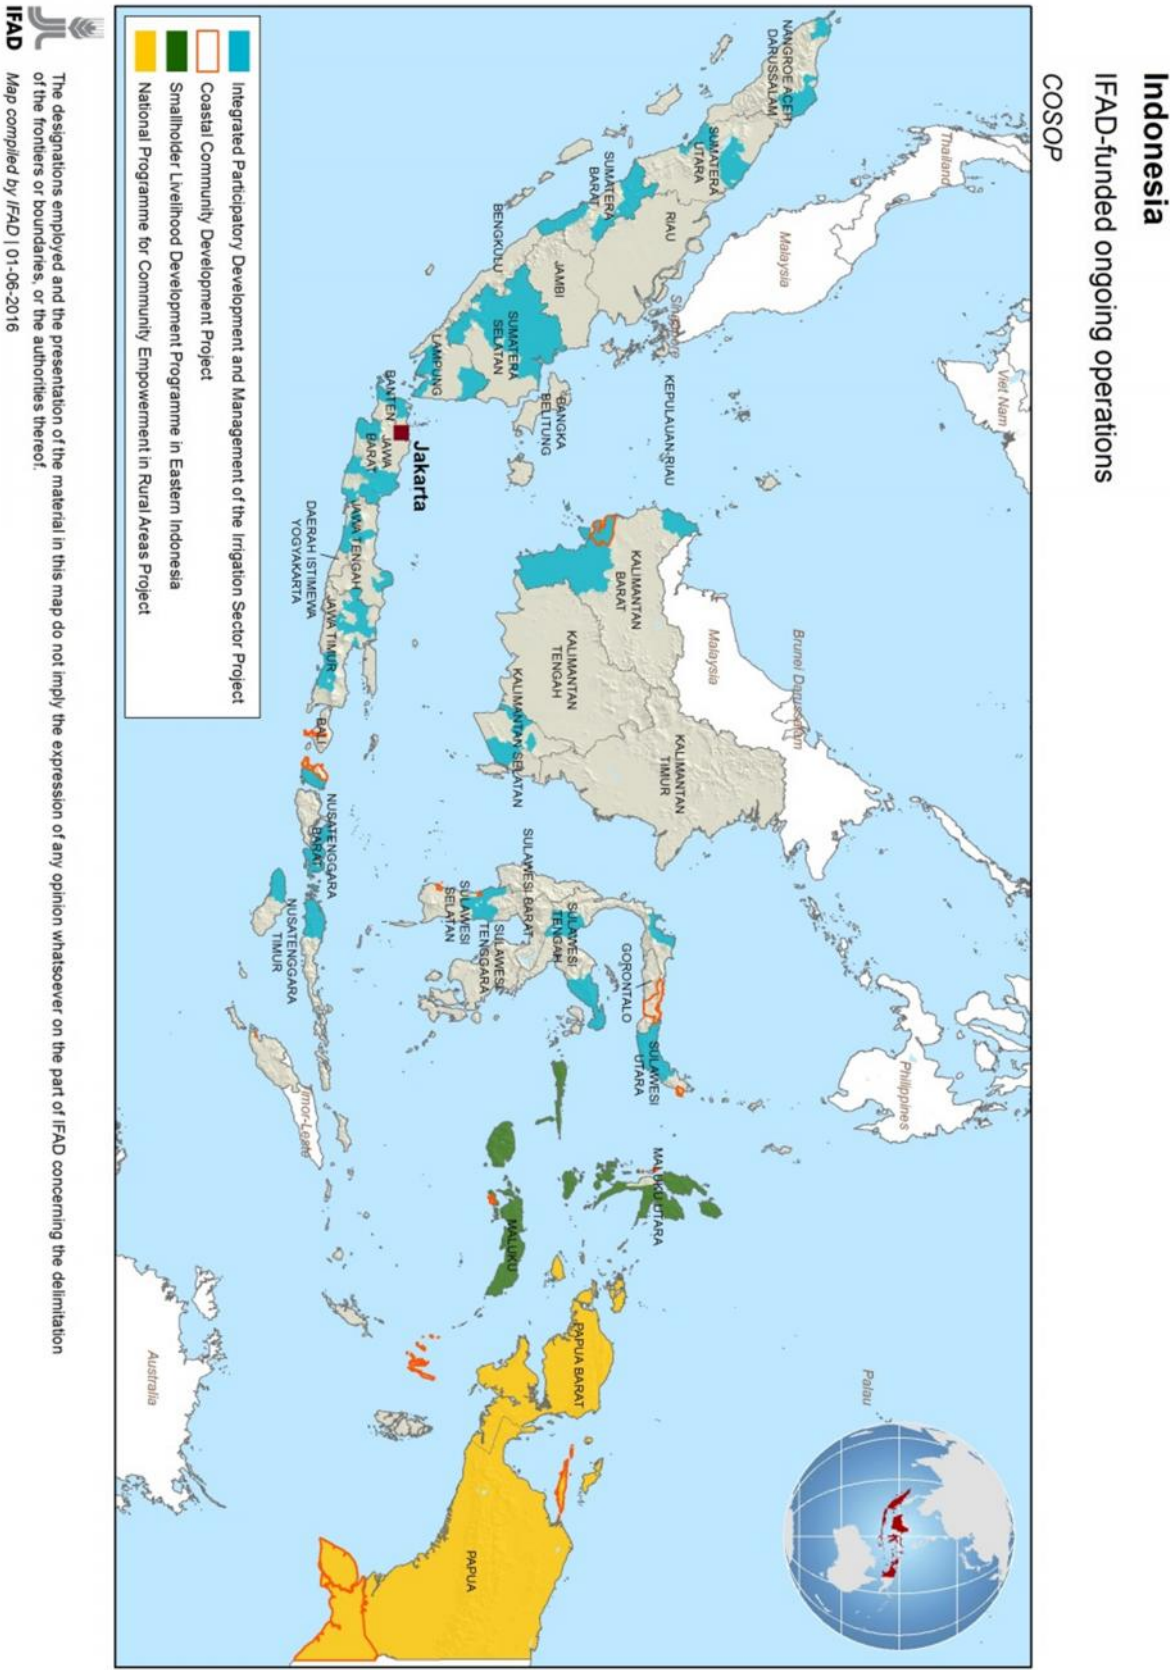 Indonesia
IFAD-funded ongoing operations
COSOP
Thailand
Malaysia
Viet Nam
Singapore
Brunei Darussalam
Malaysia
Philippines
Palau
Timor-Leste
Australia
NANGROE ACEH
DARUSSALAM
SUMATERA
UTARA
SUMATERA
BARAT
RIAU
BENGKULU
JAMBI
SUMATERA
SELATAN
LAMPUNG
BANGKA
BELITUNG
KEPULAUAN-RIAU
BANTEN
Jakarta
JAWA
BARAT
JAWA TENGAH
DAERAH ISTIMEWA
YOGYAKARTA
JAWA TIMUR
BALI
NUSATENGGARA
BARAT
NUSATENGGARA
TIMUR
KALIMANTAN
BARAT
KALIMANTAN
TENGAH
KALIMANTAN SELATAN
KALIMANTAN
TIMUR
SULAWESI BARAT
SULAWESI
TENGAH
SULAWESI
SELATAN
SULAWESI
TENGGARA
GORONTALO
SULAWESI
UTARA
MALUKU UTARA
MALUKU
PAPUA BARAT
PAPUA
Integrated Participatory Development and Management of the Irrigation Sector Project
Coastal Community Development Project
Smallholder Livelihood Development Programme in Eastern Indonesia
National Programme for Community Empowerment in Rural Areas Project
The designations employed and the presentation of the material in this map do not imply the expression of any opinion whatsoever on the part of IFAD concerning the delimitation
of the frontiers or boundaries, or the authorities thereof.
IFAD
Map compiled by IFAD | 01-06-2016